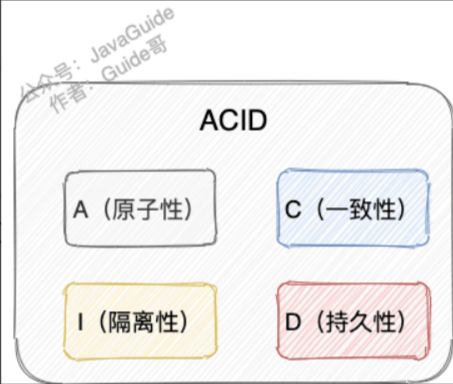 公众号：JavaGuide
作者：Guide哥
ACID
A（原子性）
C（一致性）
I（隔离性）
D（持久性）